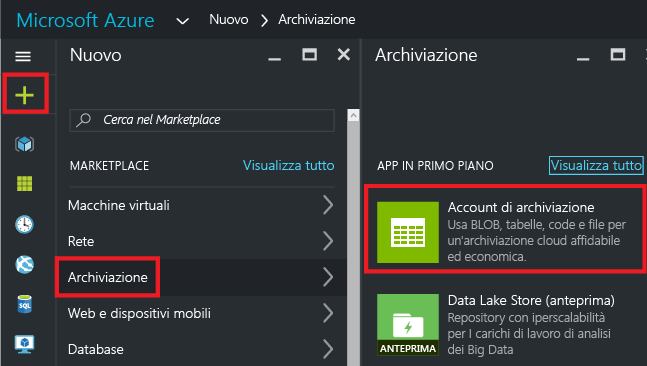 Microsoft Azure Nuovo Archiviazione
Nuovo
Cerca nel Marketplace
MARKETPLACE Visualizza tutto
Macchine virtuali
Rete
Archiviazione
Web e dispositivi mobili
Database
Archiviazione
APP IN PRIMO PIANO Visualizza tutto
Account di archiviazione
Usa BLOB, tabelle, code e file per
un'archiviazione cloud affidabile
ed economica.
Data Lake Store (anteprima)
Repository con iperscalabilità
per I carichi di lavoro di analisi
dei Big Data
ANTEPRIMA
SQL